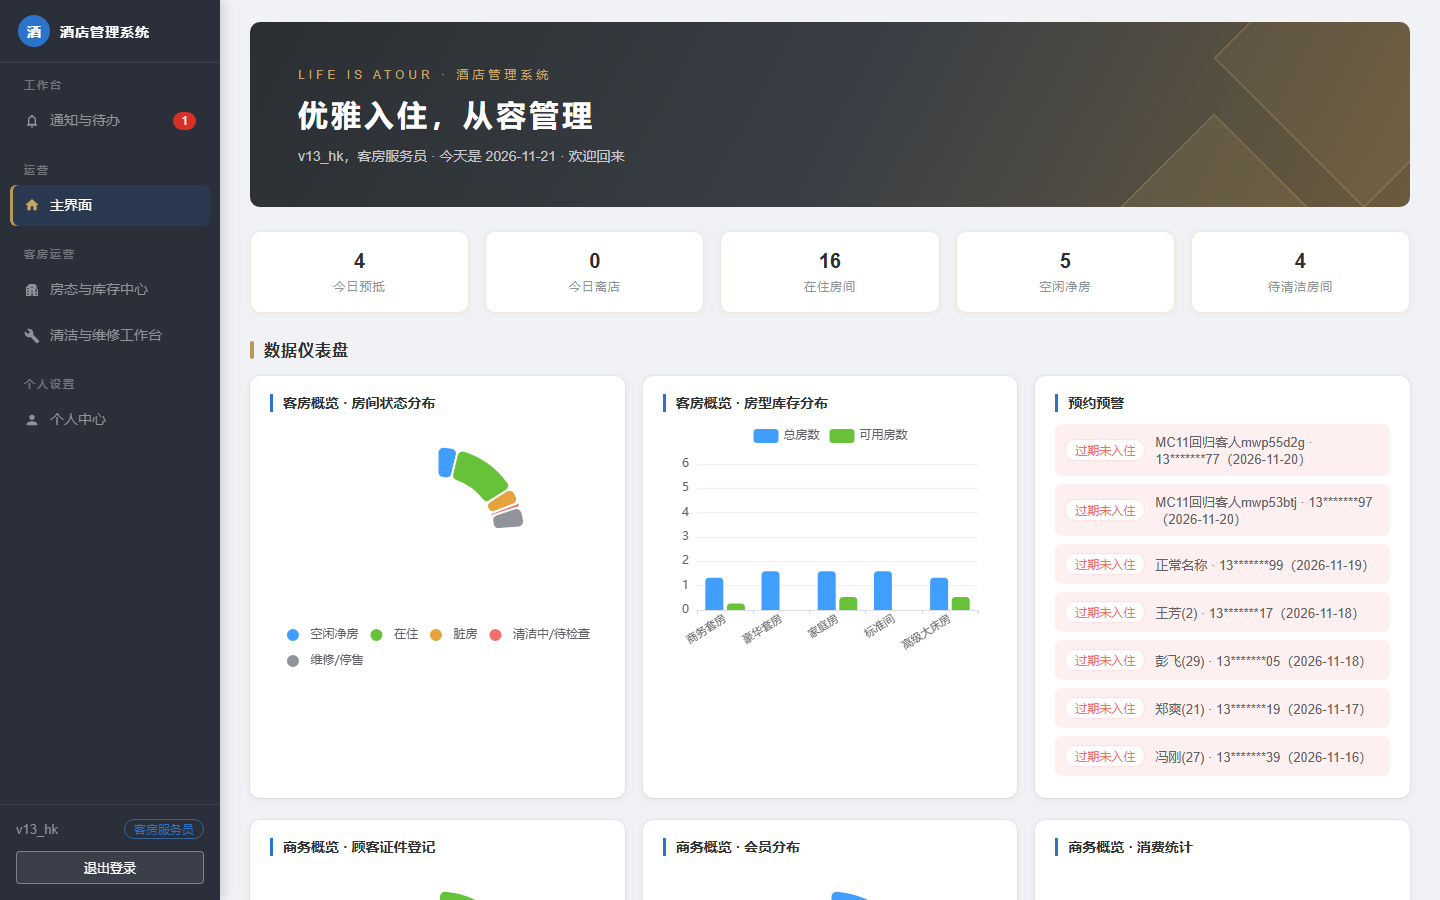 酒 酒店管理系统
工作台
通知与待办 1
运营
主界面
客房运营
房态与库存中心
清洁与维修工作台
个人设置
个人中心
v13_hk 客房服务员
退出登录
LIFE IS ATOUR · 酒店管理系统
优雅入住，从容管理
v13_hk，客房服务员 · 今天是 2026-11-21 · 欢迎回来
4
今日预抵
0
今日离店
16
在住房间
5
空闲净房
4
待清洁房间
数据仪表盘
客房概览 · 房间状态分布
空闲净房 在住 脏房 清洁中/待检查
维修/停售
客房概览 · 房型库存分布
总房数 可用房数
6
5
4
3
2
1
0
商务套房 豪华套房 家庭房 标准间 高级大床房
预约预警
过期未入住 MC11回归客人mwp55d2g ·
13*******77（2026-11-20）
过期未入住 MC11回归客人mwp53btj · 13*******97
（2026-11-20）
过期未入住 正常名称 · 13*******99（2026-11-19）
过期未入住 王芳(2) · 13*******17（2026-11-18）
过期未入住 彭飞(29) · 13*******05（2026-11-18）
过期未入住 郑爽(21) · 13*******19（2026-11-17）
过期未入住 冯刚(27) · 13*******39（2026-11-16）
商务概览 · 顾客证件登记
商务概览 · 会员分布
商务概览 · 消费统计